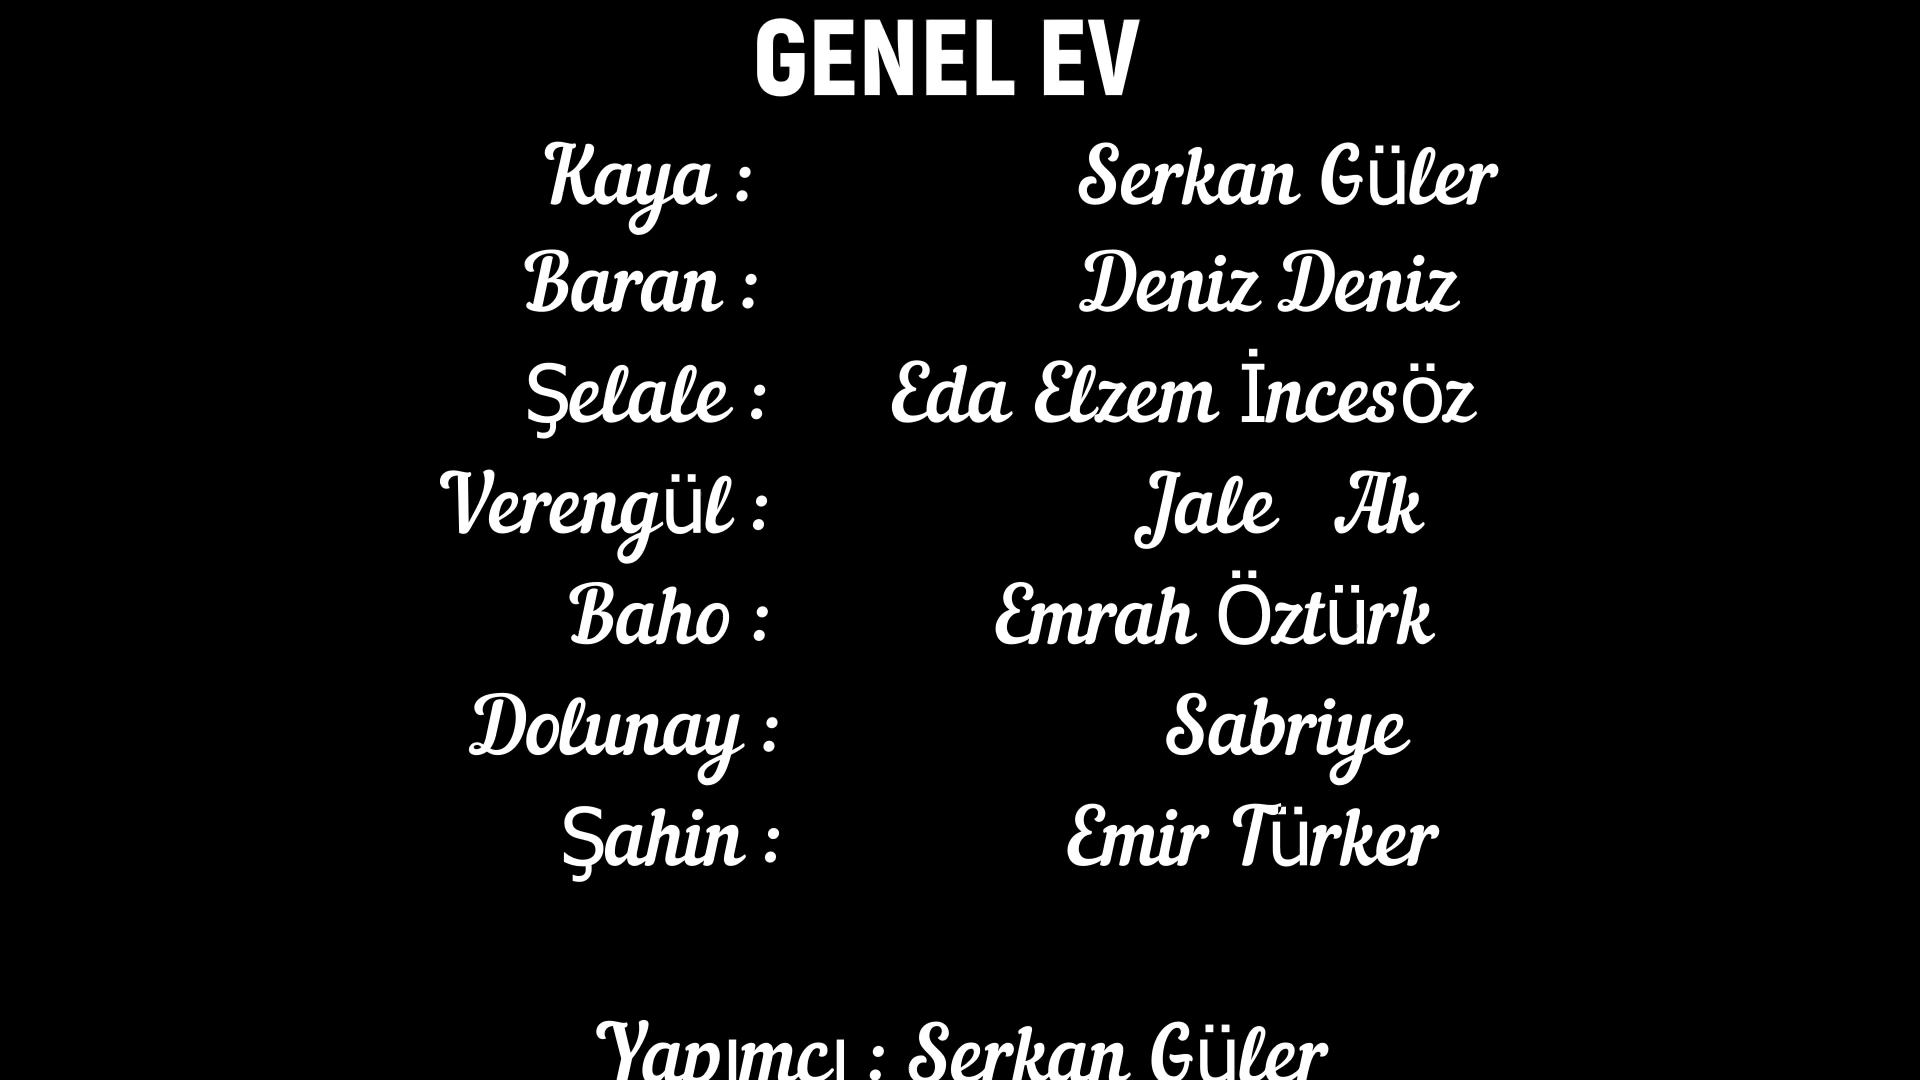 GENEL EV
Kaya : Serkan Güler
Baran : Deniz Deniz
Şelale : Eda Elzem İncesöz
Verengül : Jale Ak
Baho : Emrah Öztürk
Dolunay : Sabriye
Şahin : Emir Türker
Yapımcı : Serkan Güler